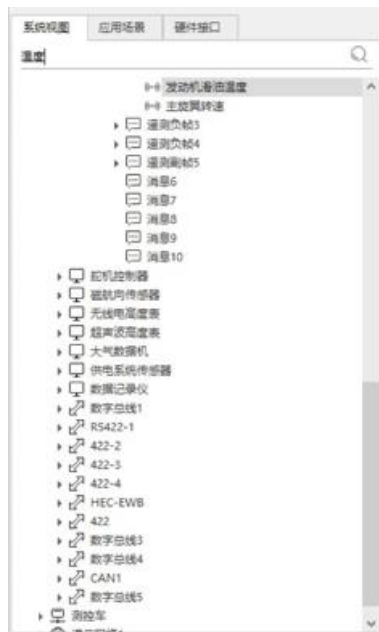 系统视图 应用场景 硬件接口
温度
发动机滑油温度
主旋翼转速
遥测负帧3
遥测负帧4
遥测副帧5
消息6
消息7
消息8
消息9
消息10
舵机控制器
磁航向传感器
无线电高度表
超声波高度表
大气数据机
供电系统传感器
数据记录仪
数字总线1
RS422-1
422-2
422-3
422-4
HEC-EWB
422
数字总线3
数字总线4
CAN1
数字总线5
测控车